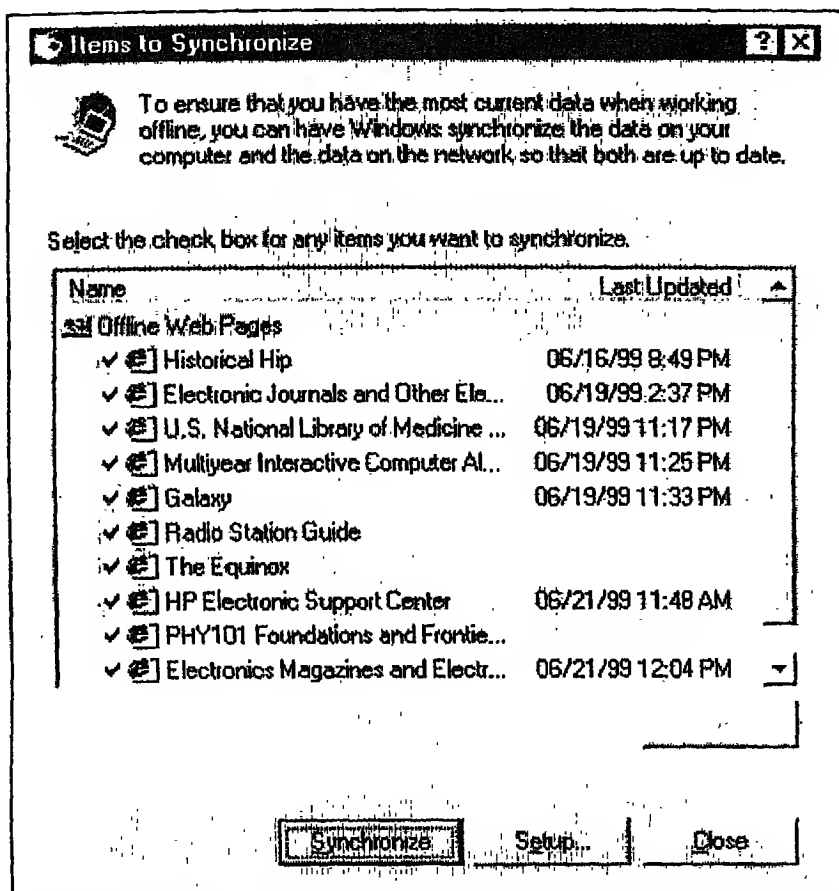 Items to Synchronize
To ensure that you have the most current data when working
offline, you can have Windows synchronize the data on your
computer and the data on the network, so that both are up to date.
Select the check box for any items you want to synchronize.
Name Last Updated
Offline Web Pages
Historical Hip 06/16/99 8:49 PM
Electronic Journals and Other Ele... 06/19/99 2:37 PM
U.S. National Library of Medicine ... 06/19/99 11:17 PM
Multiyear Interactive Computer Al... 06/19/99 11:25 PM
Galaxy 06/19/99 11:33 PM
Radio Station Guide
The Equinox
HP Electronic Support Center 06/21/99 11:48 AM
PHY101 Foundations and Frontie...
Electronics Magazines and Electr... 06/21/99 12:04 PM
Synchronize Setup... Close